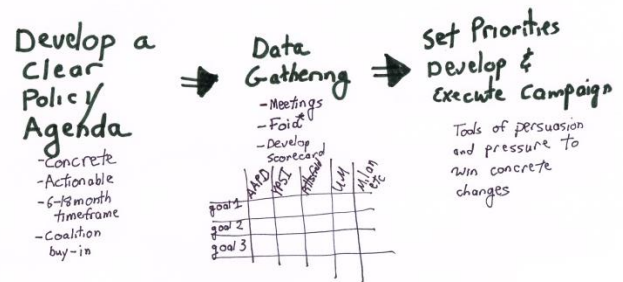 Develop a
Clear
Policy
Agenda
-Concrete
-Actionable
-6-18 month
timeframe
-Coalition
buy-in
Data
Gathering
-Meetings
-Foia*
-Develop
Scorecard
AAPD
YPSI
UM
Milan
etc
goal 1
goal 2
goal 3
Set Priorities
Develop &
Execute Campaign
Tools of persuasion
and pressure to
win concrete
changes